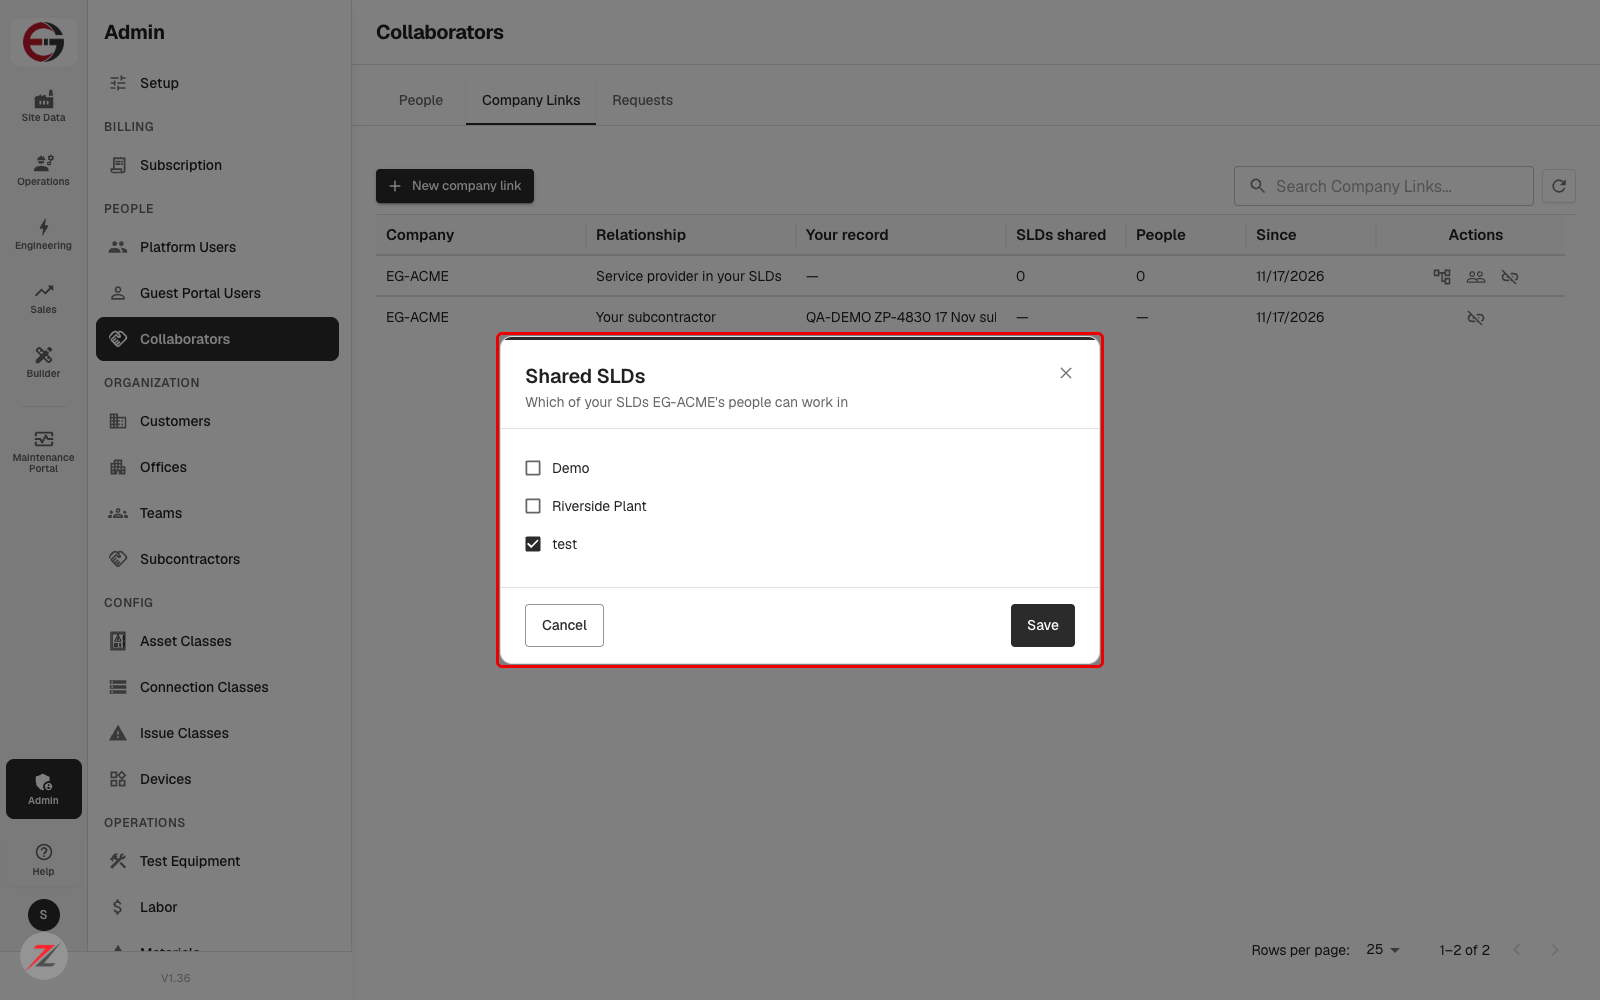 Admin
Collaborators
Site Data
Operations
Engineering
Sales
Builder
Maintenance
Portal
Admin
Help
S
Setup
BILLING
Subscription
PEOPLE
Platform Users
Guest Portal Users
Collaborators
ORGANIZATION
Customers
Offices
Teams
Subcontractors
CONFIG
Asset Classes
Connection Classes
Issue Classes
Devices
OPERATIONS
Test Equipment
Labor
Materials
V1.36
People Company Links Requests
New company link
Search Company Links...
Company Relationship Your record SLDs shared People Since Actions
EG-ACME Service provider in your SLDs — 0 0 11/17/2026
EG-ACME Your subcontractor QA-DEMO ZP-4830 17 Nov sul — — 11/17/2026
Shared SLDs
Which of your SLDs EG-ACME's people can work in
Demo
Riverside Plant
test
Cancel Save
Rows per page: 25 1–2 of 2